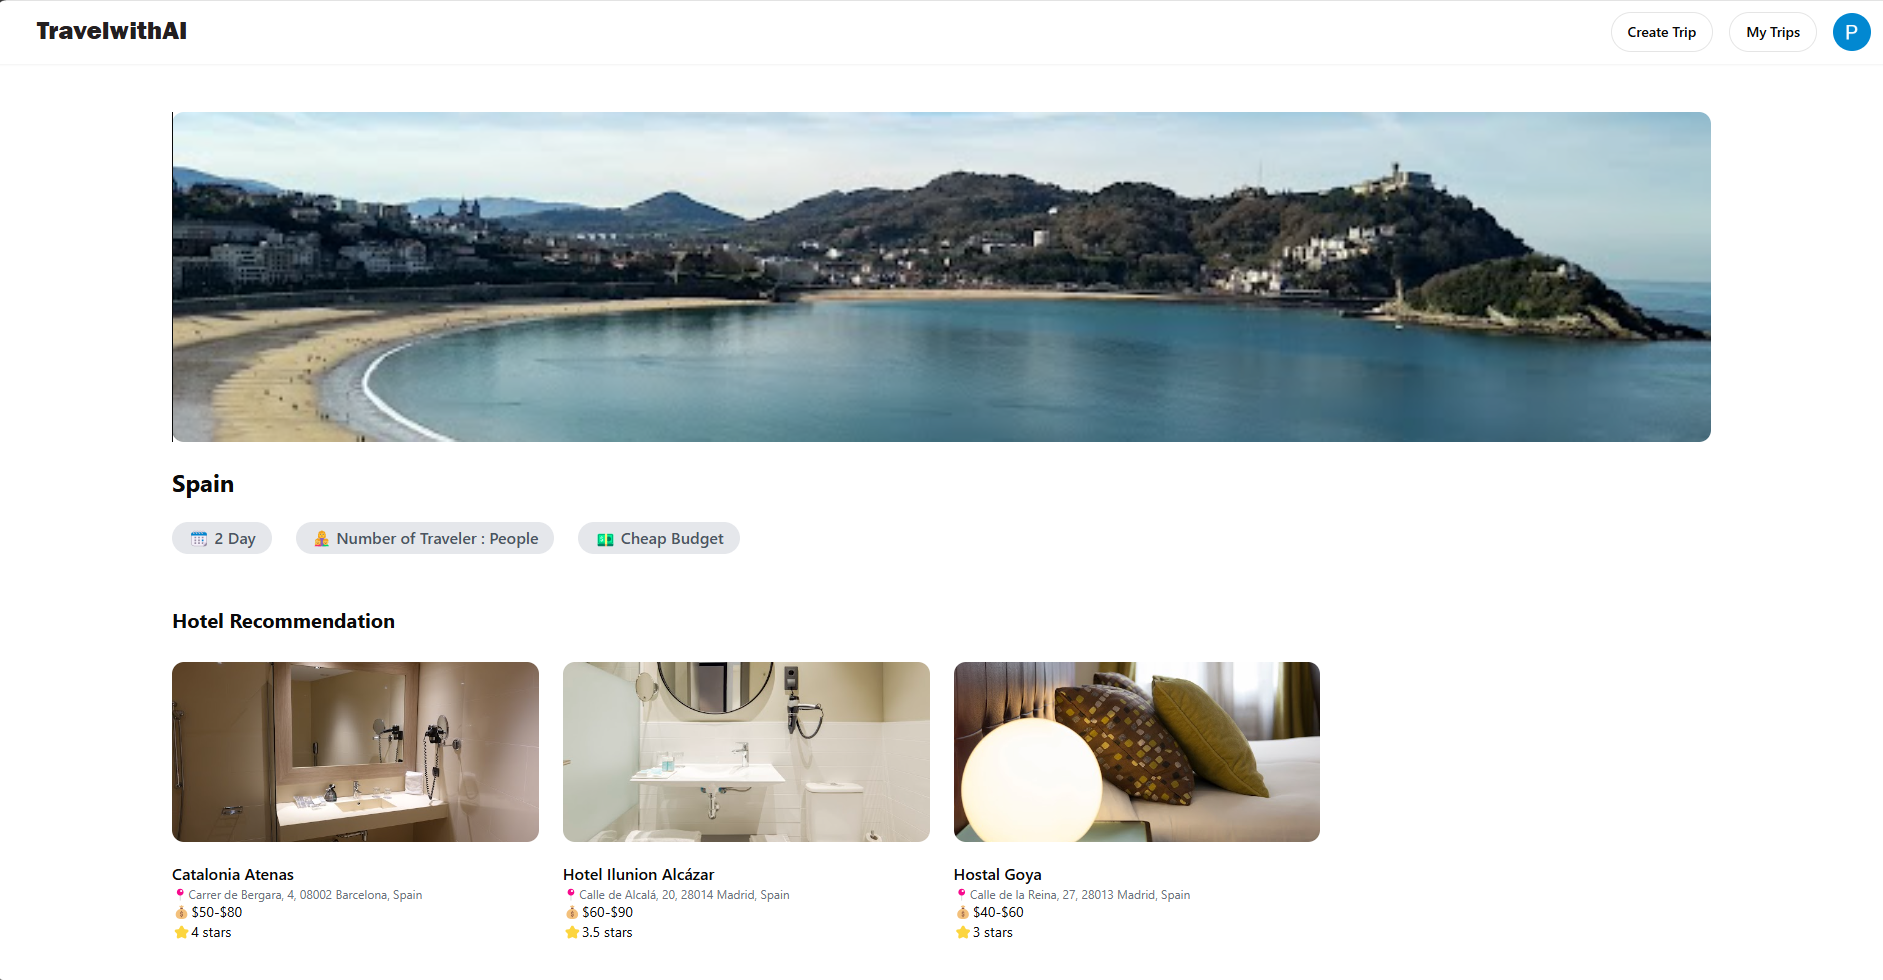 TravelwithAI
Create Trip
My Trips
P
Spain
2 Day
Number of Traveler : People
Cheap Budget
Hotel Recommendation
Catalonia Atenas
Carrer de Bergara, 4, 08002 Barcelona, Spain
$50-$80
4 stars
Hotel Ilunion Alcázar
Calle de Alcalá, 20, 28014 Madrid, Spain
$60-$90
3.5 stars
Hostal Goya
Calle de la Reina, 27, 28013 Madrid, Spain
$40-$60
3 stars